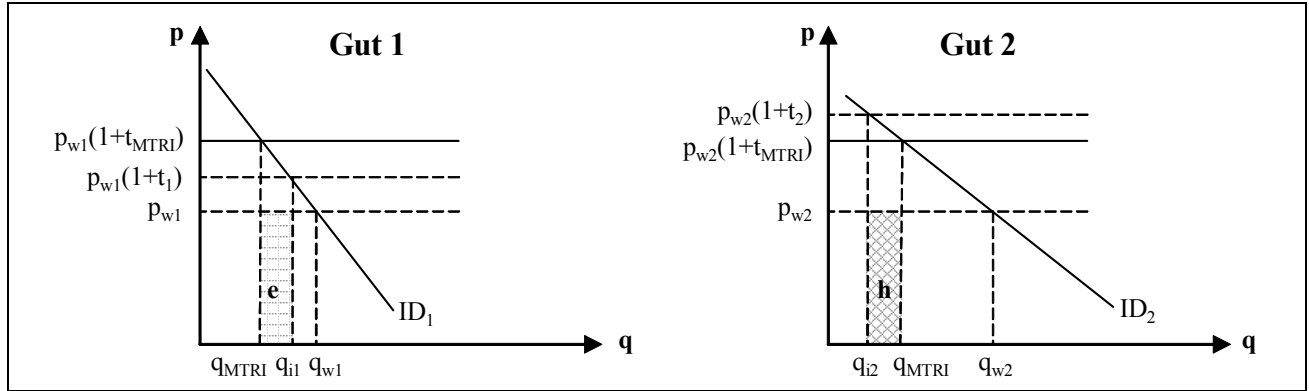 p
Gut 1
p_w1(1+t_MTRI)
p_w1(1+t_1)
p_w1
e
ID_1
q
q_MTRI q_i1 q_w1
p
Gut 2
p_w2(1+t_2)
p_w2(1+t_MTRI)
p_w2
h
ID_2
q
q_i2 q_MTRI q_w2